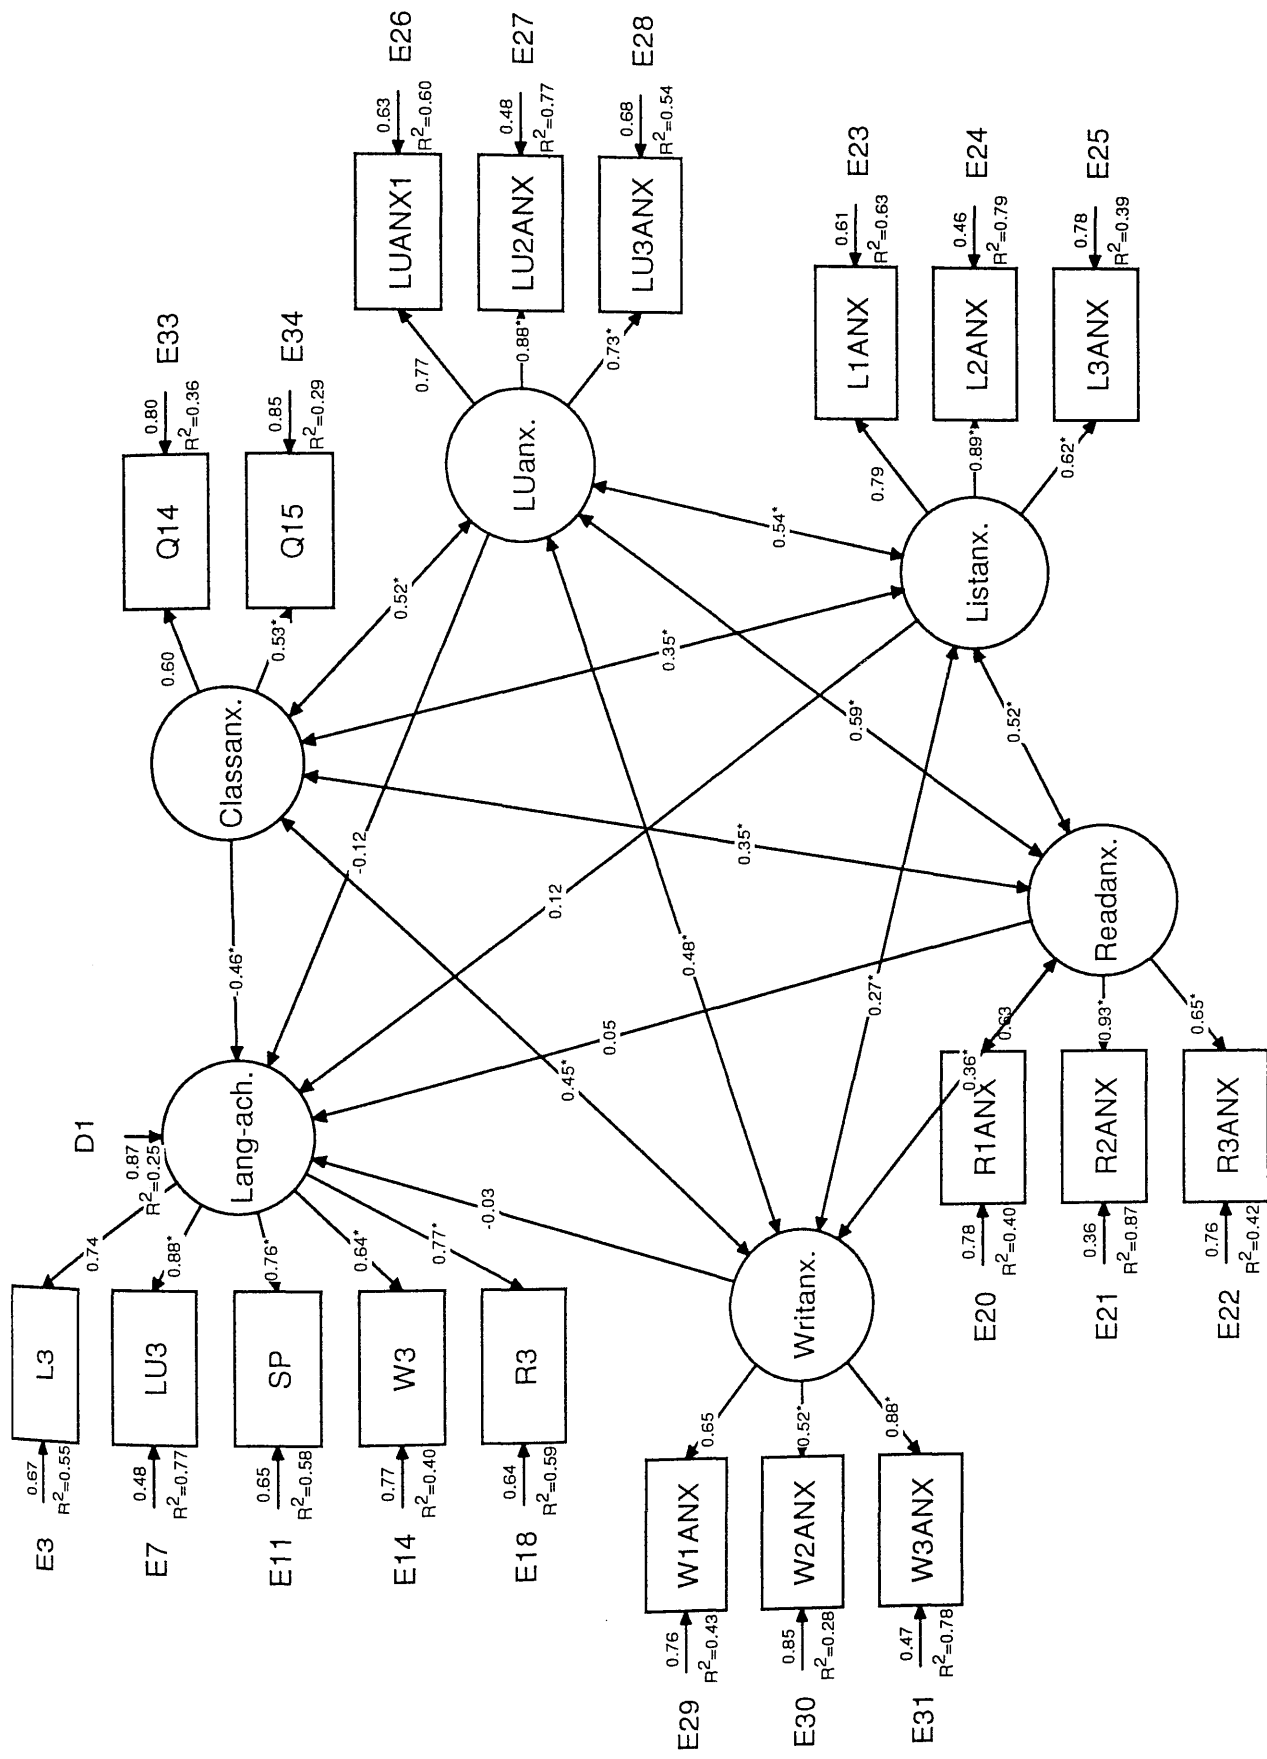 E3
0.67
R²=0.55
L3
0.74
E7
0.48
R²=0.77
LU3
0.88*
E11
0.65
R²=0.58
SP
0.76*
E14
0.77
R²=0.40
W3
0.64*
E18
0.64
R²=0.59
R3
0.77*
D1
0.87
R²=0.25
Lang-ach.
-0.46*
-0.12
0.12
0.05
-0.03
Classanx.
0.60
Q14
0.80
R²=0.36
E33
0.53*
Q15
0.85
R²=0.29
E34
0.52*
0.35*
0.35*
0.45*
LUanx.
0.77
LUANX1
0.63
R²=0.60
E26
0.88*
LU2ANX
0.48
R²=0.77
E27
0.73*
LU3ANX
0.68
R²=0.54
E28
0.54*
0.59*
0.48*
Listanx.
0.79
L1ANX
0.61
R²=0.63
E23
0.89*
L2ANX
0.46
R²=0.79
E24
0.62*
L3ANX
0.78
R²=0.39
E25
0.52*
0.27*
Readanx.
0.63
0.36*
R1ANX
0.78
R²=0.40
E20
0.93*
R2ANX
0.36
R²=0.87
E21
0.65*
R3ANX
0.76
R²=0.42
E22
Writanx.
0.65
W1ANX
0.76
R²=0.43
E29
0.52*
W2ANX
0.85
R²=0.28
E30
0.88*
W3ANX
0.47
R²=0.78
E31